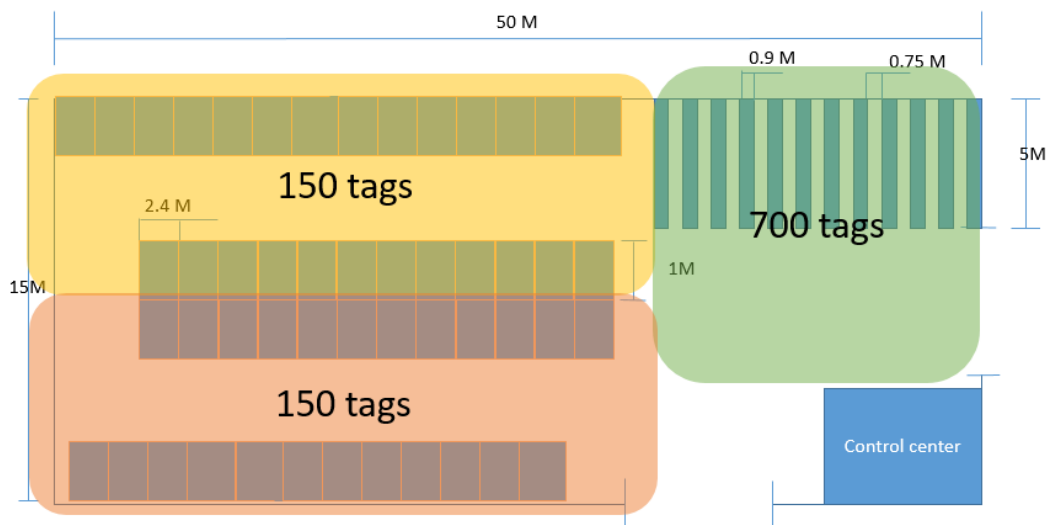 50 M
0.9 M
0.75 M
5M
150 tags
2.4 M
700 tags
1M
15M
150 tags
Control center